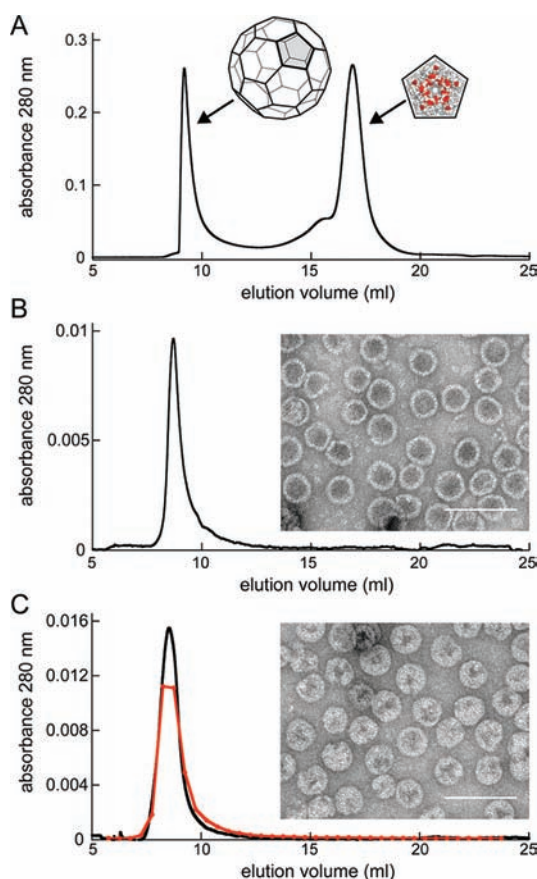 A
absorbance 280 nm
0.3
0.2
0.1
0
5 10 15 20 25
elution volume (ml)
B
absorbance 280 nm
0.01
0.005
0
5 10 15 20 25
elution volume (ml)
C
absorbance 280 nm
0.016
0.012
0.008
0.004
0
5 10 15 20 25
elution volume (ml)